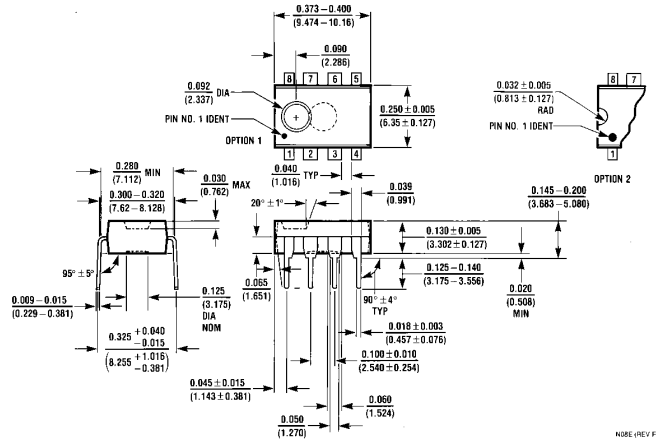 0.373–0.400
(9.474–10.16)
0.090
(2.286)
8 7 6 5
0.092
(2.337) DIA
PIN NO. 1 IDENT
OPTION 1
0.250 ± 0.005
(6.35 ± 0.127)
1 2 3 4
0.032 ± 0.005
(0.813 ± 0.127)
RAD
PIN NO. 1 IDENT
8 7
1
OPTION 2
0.280
(7.112) MIN
0.300–0.320
(7.62–8.128)
0.030
(0.762) MAX
0.040
(1.016) TYP
0.039
(0.991)
20° ± 1°
0.145–0.200
(3.683–5.080)
0.130 ± 0.005
(3.302 ± 0.127)
0.125–0.140
(3.175–3.556)
0.020
(0.508)
MIN
95° ± 5°
0.009–0.015
(0.229–0.381)
0.125
(3.175)
DIA
NOM
0.065
(1.651)
90° ± 4°
TYP
0.325 +0.040
−0.015
(8.255 +1.016
−0.381)
0.018 ± 0.003
(0.457 ± 0.076)
0.100 ± 0.010
(2.540 ± 0.254)
0.045 ± 0.015
(1.143 ± 0.381)
0.060
(1.524)
0.050
(1.270)
N08E (REV F